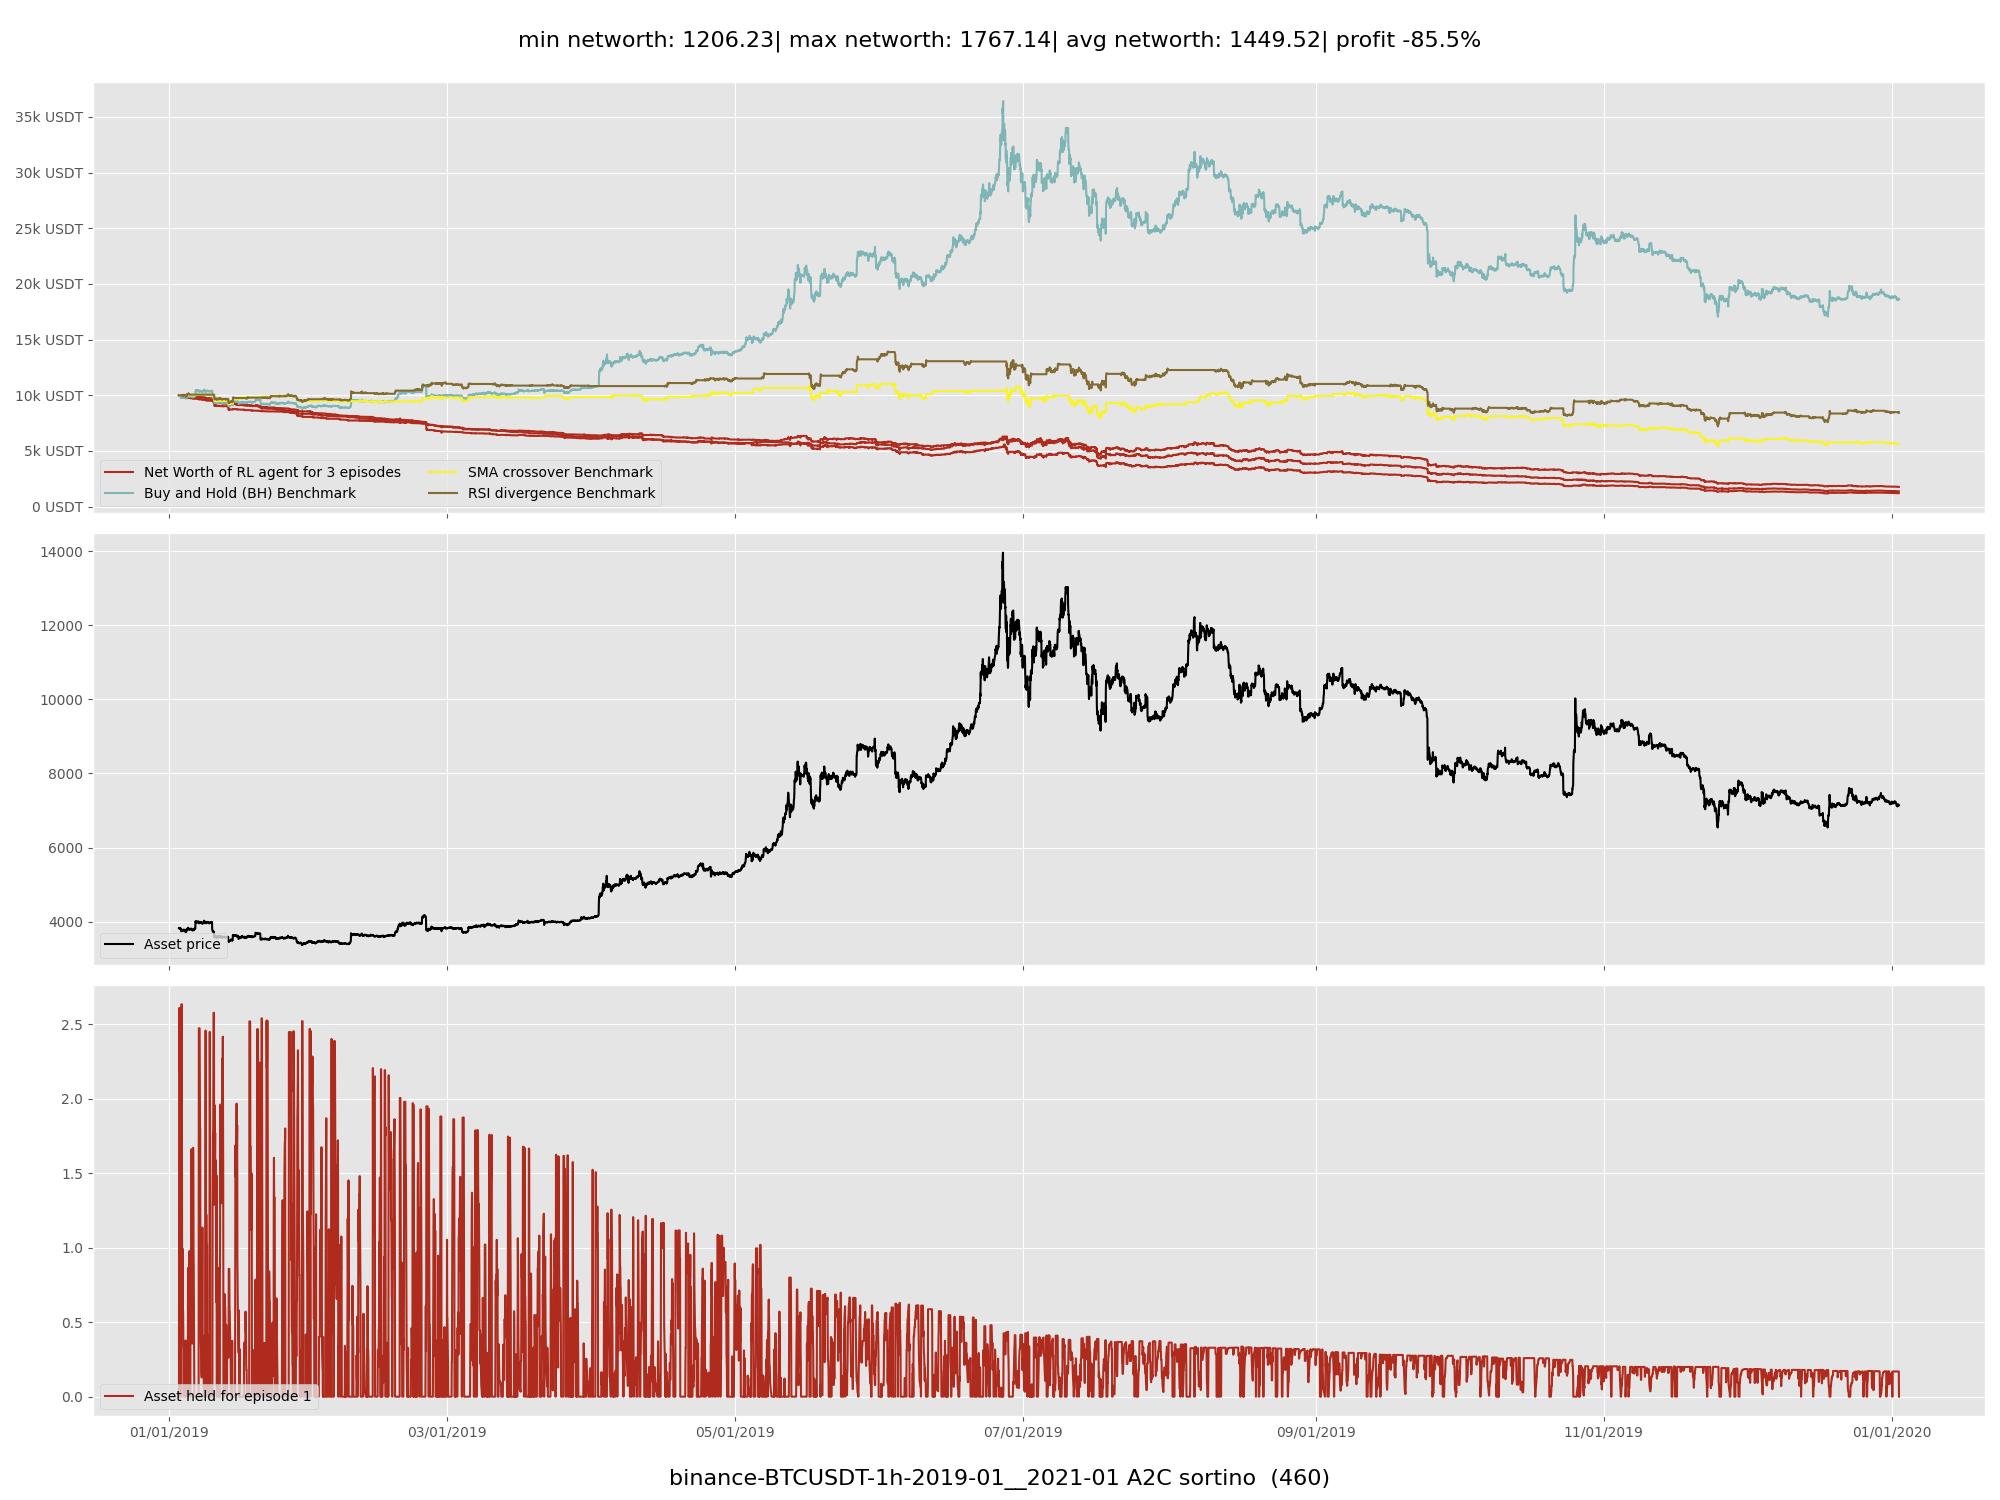 min networth: 1206.23| max networth: 1767.14| avg networth: 1449.52| profit -85.5%
35k USDT
30k USDT
25k USDT
20k USDT
15k USDT
10k USDT
5k USDT
0 USDT
Net Worth of RL agent for 3 episodes
Buy and Hold (BH) Benchmark
SMA crossover Benchmark
RSI divergence Benchmark
14000
12000
10000
8000
6000
4000
Asset price
2.5
2.0
1.5
1.0
0.5
0.0
Asset held for episode 1
01/01/2019 03/01/2019 05/01/2019 07/01/2019 09/01/2019 11/01/2019 01/01/2020
binance-BTCUSDT-1h-2019-01__2021-01 A2C sortino (460)